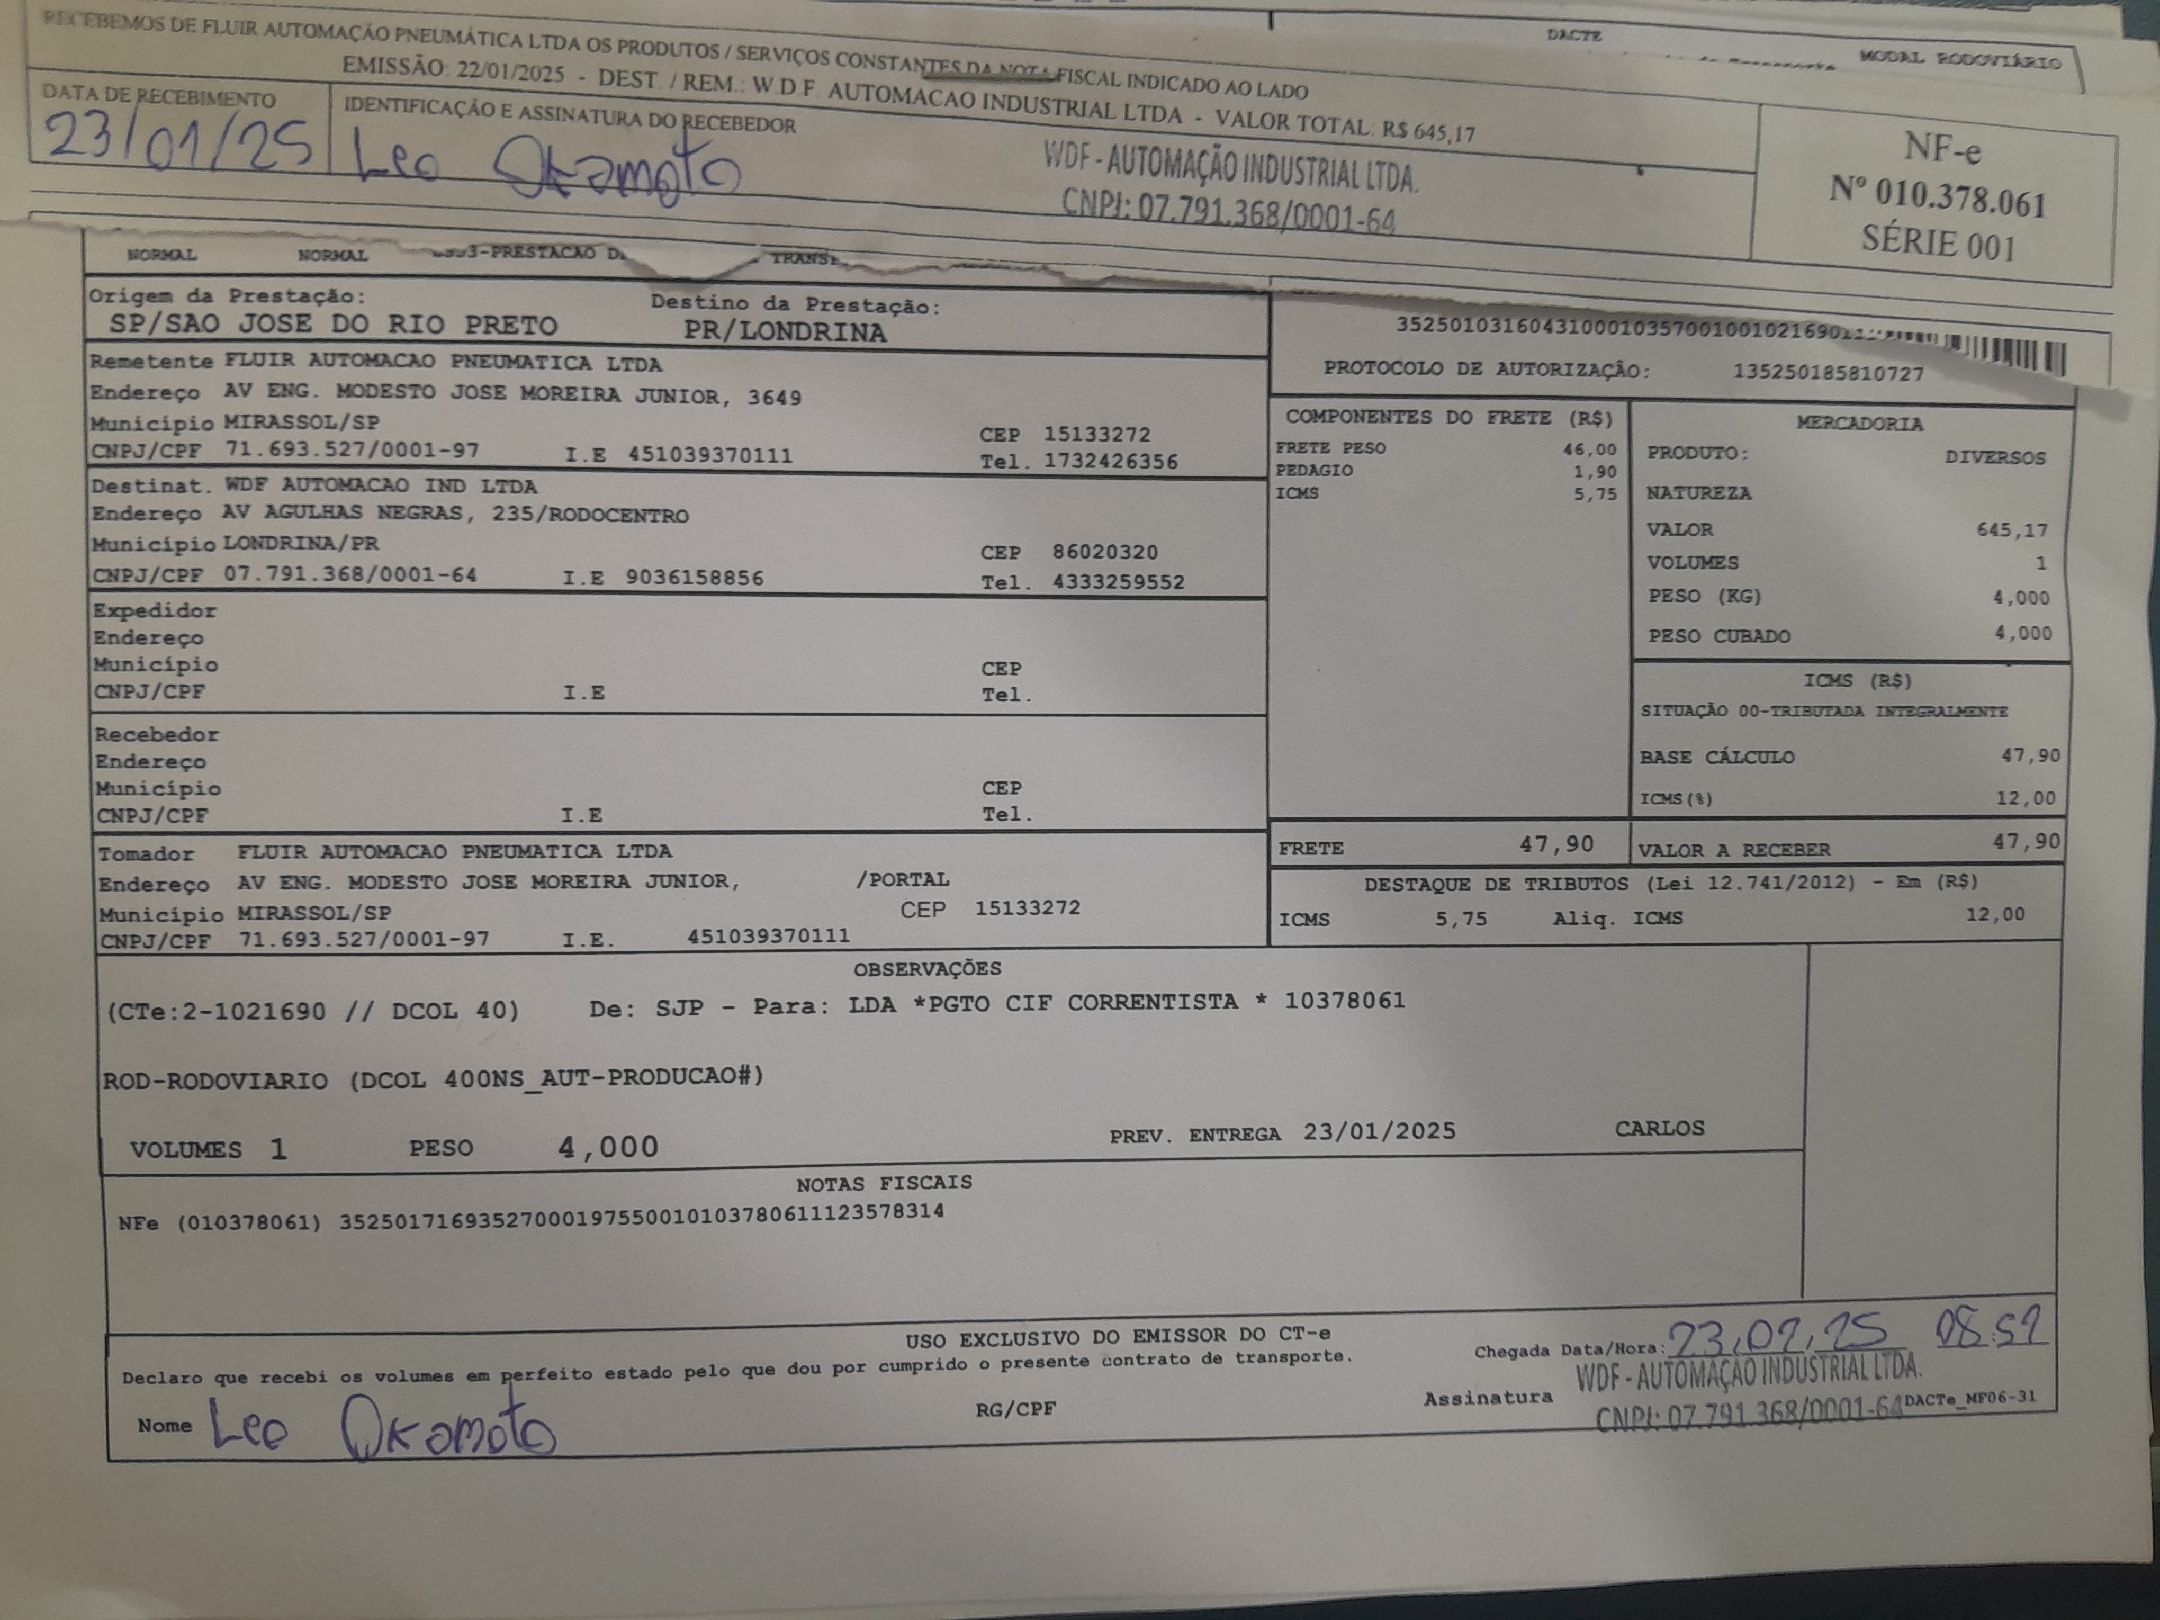 DACTE
MODAL RODOVIÁRIO
RECEBEMOS DE FLUIR AUTOMAÇÃO PNEUMÁTICA LTDA OS PRODUTOS / SERVIÇOS CONSTANTES DA NOTA FISCAL INDICADO AO LADO
EMISSÃO: 22/01/2025 - DEST. / REM.: W D F AUTOMACAO INDUSTRIAL LTDA - VALOR TOTAL: R$ 645,17
DATA DE RECEBIMENTO
23/01/25
IDENTIFICAÇÃO E ASSINATURA DO RECEBEDOR
Leo Okamoto
WDF - AUTOMAÇÃO INDUSTRIAL LTDA.
CNPJ: 07.791.368/0001-64
NF-e
Nº 010.378.061
SÉRIE 001
NORMAL NORMAL -PRESTACAO
Origem da Prestação:
SP/SAO JOSE DO RIO PRETO
Destino da Prestação:
PR/LONDRINA
Remetente FLUIR AUTOMACAO PNEUMATICA LTDA
Endereço AV ENG. MODESTO JOSE MOREIRA JUNIOR, 3649
Município MIRASSOL/SP CEP 15133272
CNPJ/CPF 71.693.527/0001-97 I.E 451039370111 Tel. 1732426356
Destinat. WDF AUTOMACAO IND LTDA
Endereço AV AGULHAS NEGRAS, 235/RODOCENTRO
Município LONDRINA/PR CEP 86020320
CNPJ/CPF 07.791.368/0001-64 I.E 9036158856 Tel. 4333259552
Expedidor
Endereço
Município CEP
CNPJ/CPF I.E Tel.
Recebedor
Endereço
Município CEP
CNPJ/CPF I.E Tel.
Tomador FLUIR AUTOMACAO PNEUMATICA LTDA
Endereço AV ENG. MODESTO JOSE MOREIRA JUNIOR, /PORTAL
Município MIRASSOL/SP CEP 15133272
CNPJ/CPF 71.693.527/0001-97 I.E. 451039370111
PROTOCOLO DE AUTORIZAÇÃO: 135250185810727
COMPONENTES DO FRETE (R$)
FRETE PESO 46,00
PEDAGIO 1,90
ICMS 5,75
MERCADORIA
PRODUTO: DIVERSOS
NATUREZA
VALOR 645,17
VOLUMES 1
PESO (KG) 4,000
PESO CUBADO 4,000
ICMS (R$)
SITUAÇÃO 00-TRIBUTADA INTEGRALMENTE
BASE CÁLCULO 47,90
ICMS(%) 12,00
FRETE 47,90
VALOR A RECEBER 47,90
DESTAQUE DE TRIBUTOS (Lei 12.741/2012) - Em (R$)
ICMS 5,75 Aliq. ICMS 12,00
OBSERVAÇÕES
(CTe:2-1021690 // DCOL 40) De: SJP - Para: LDA *PGTO CIF CORRENTISTA * 10378061
ROD-RODOVIARIO (DCOL 400NS_AUT-PRODUCAO#)
VOLUMES 1 PESO 4,000 PREV. ENTREGA 23/01/2025 CARLOS
NOTAS FISCAIS
NFe (010378061) 35250171693527000197550010103780611123578314
USO EXCLUSIVO DO EMISSOR DO CT-e
Declaro que recebi os volumes em perfeito estado pelo que dou por cumprido o presente contrato de transporte.
Chegada Data/Hora:
Nome Leo Okamoto
RG/CPF
Assinatura
WDF - AUTOMAÇÃO INDUSTRIAL LTDA.
CNPJ: 07.791.368/0001-64
DACTe_MF06-31